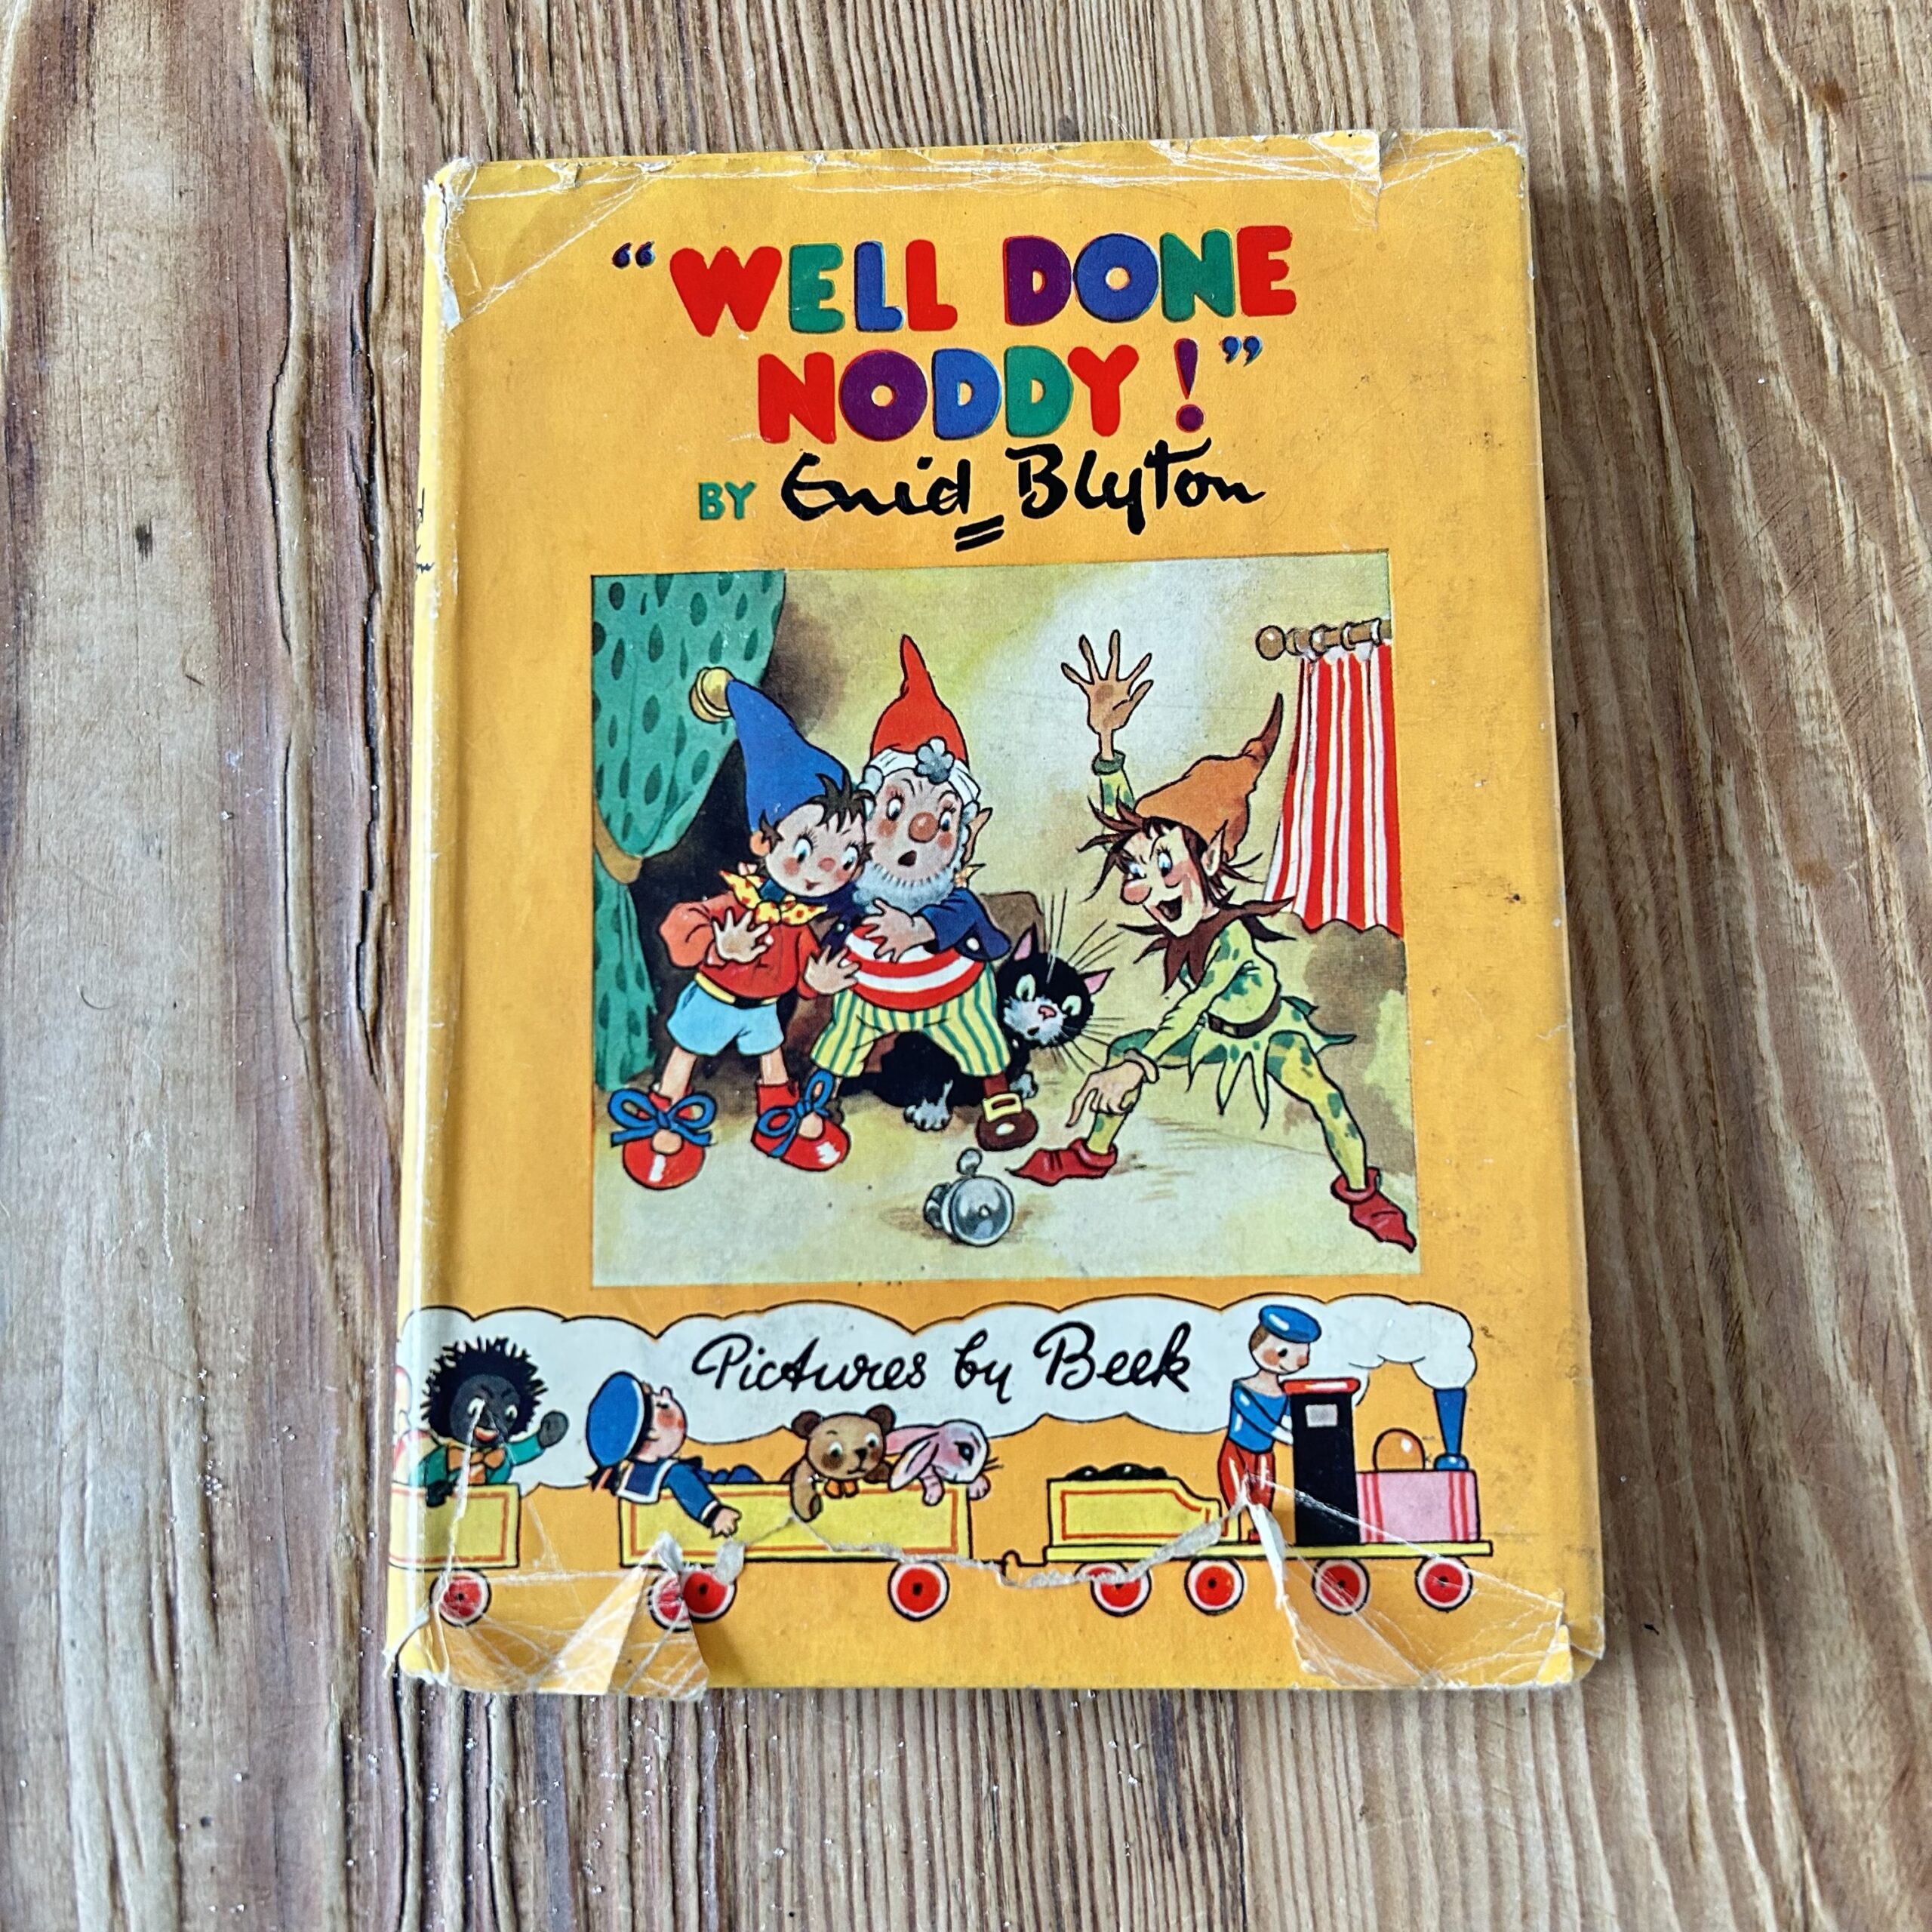 “WELL DONE
NODDY!”
BY Enid Blyton
Pictures by Beek